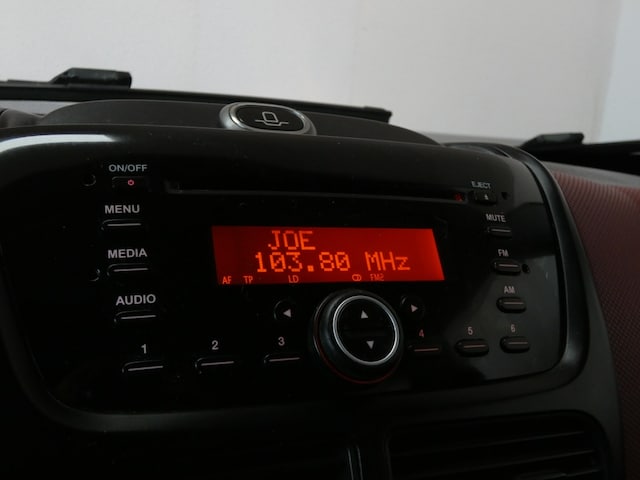 ON/OFF
EJECT
MENU
MUTE
JOE
103.80 MHz
MEDIA
FM
AF TP LO CD FM2
AUDIO
AM
1 2 3 4 5 6